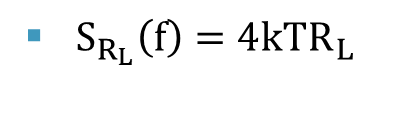 ▪ S_{R_L}(f) = 4kTR_L